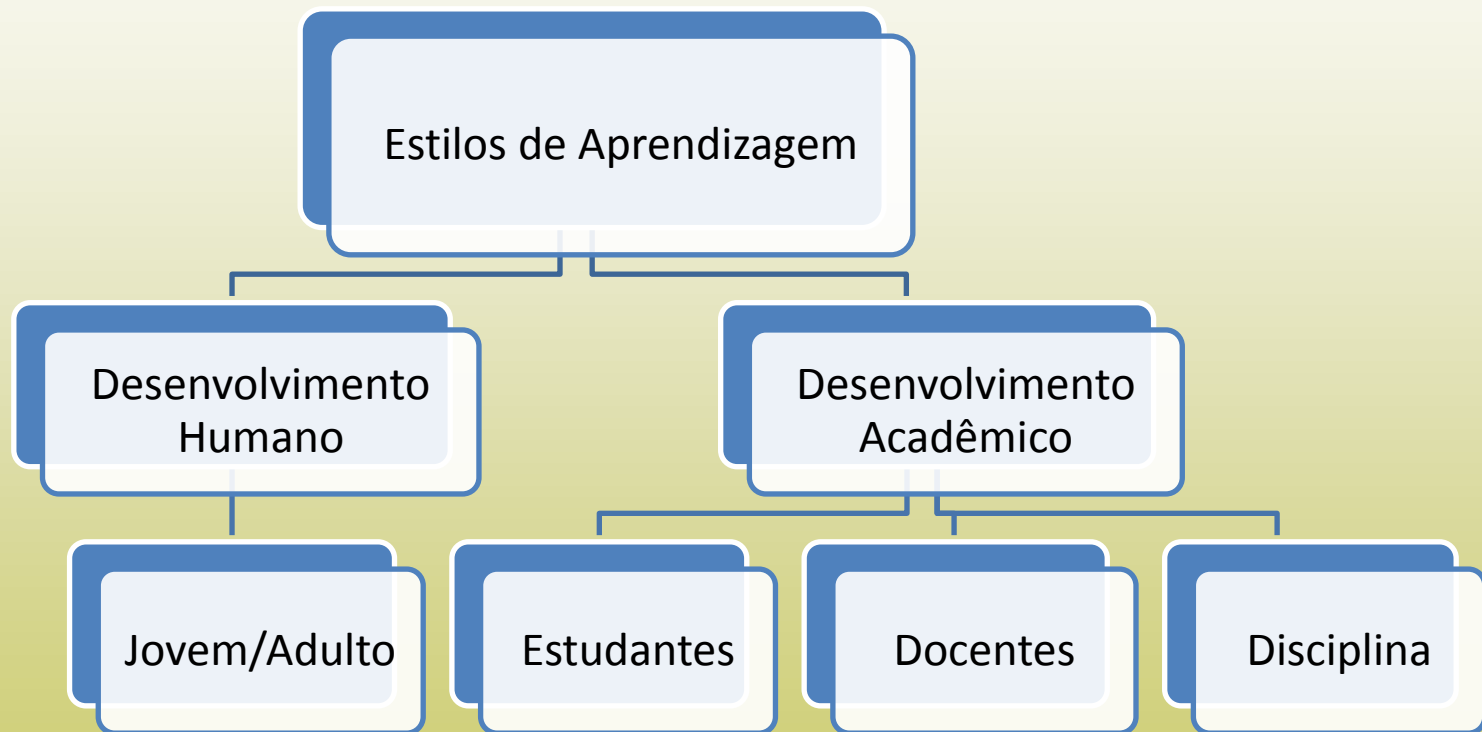 Estilos de Aprendizagem
Desenvolvimento
Humano
Desenvolvimento
Acadêmico
Jovem/Adulto
Estudantes
Docentes
Disciplina